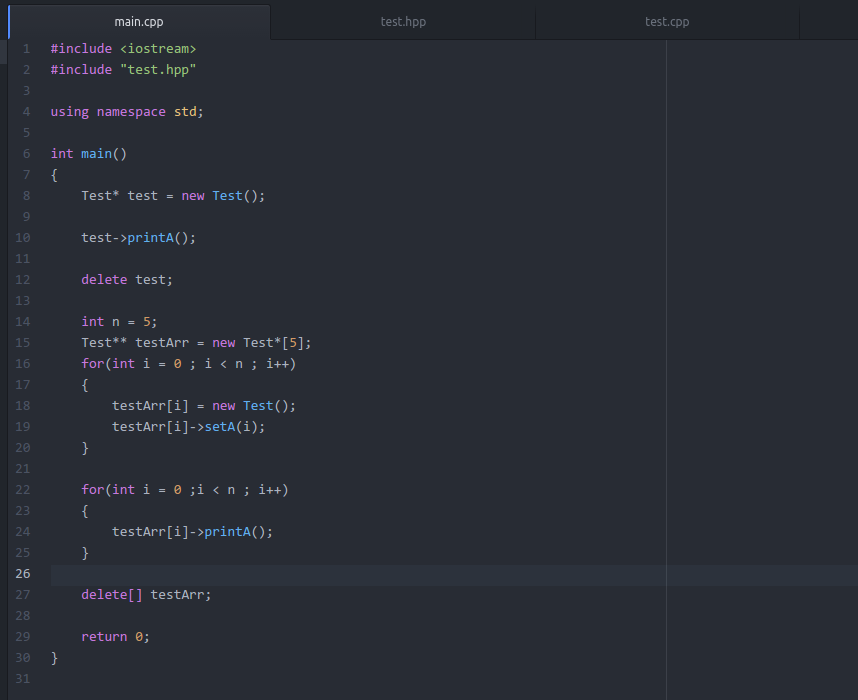 main.cpp test.hpp test.cpp
1 #include <iostream>
2 #include "test.hpp"
3
4 using namespace std;
5
6 int main()
7 {
8     Test* test = new Test();
9
10     test->printA();
11
12     delete test;
13
14     int n = 5;
15     Test** testArr = new Test*[5];
16     for(int i = 0 ; i < n ; i++)
17     {
18         testArr[i] = new Test();
19         testArr[i]->setA(i);
20     }
21
22     for(int i = 0 ;i < n ; i++)
23     {
24         testArr[i]->printA();
25     }
26
27     delete[] testArr;
28
29     return 0;
30 }
31